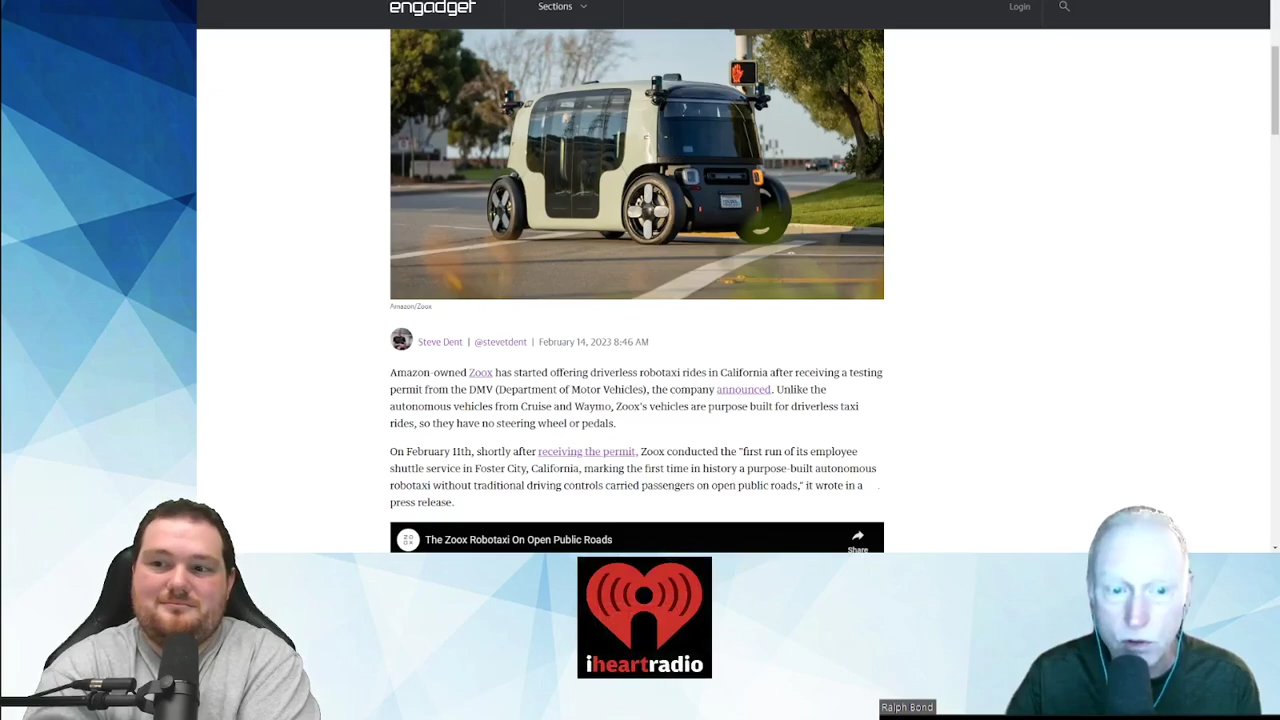 engadget
Sections
Login
Amazon/Zoox
Steve Dent | @stevetdent | February 14, 2023 8:46 AM
Amazon-owned Zoox has started offering driverless robotaxi rides in California after receiving a testing
permit from the DMV (Department of Motor Vehicles), the company announced. Unlike the
autonomous vehicles from Cruise and Waymo, Zoox's vehicles are purpose built for driverless taxi
rides, so they have no steering wheel or pedals.
On February 11th, shortly after receiving the permit, Zoox conducted the "first run of its employee
shuttle service in Foster City, California, marking the first time in history a purpose-built autonomous
robotaxi without traditional driving controls carried passengers on open public roads," it wrote in a
press release.
ZO
OX
The Zoox Robotaxi On Open Public Roads
Share
iheartradio
Ralph Bond